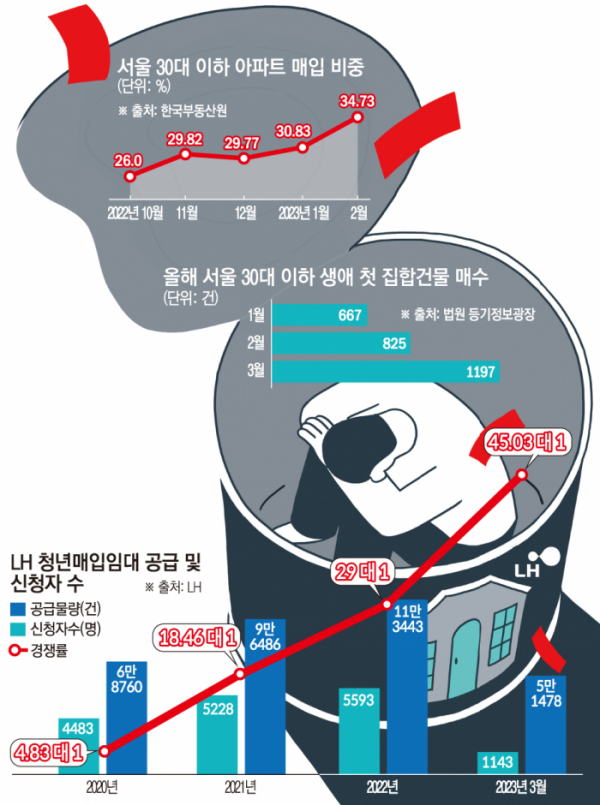 서울 30대 이하 아파트 매입 비중
(단위: %)
※ 출처: 한국부동산원
26.0
29.82
29.77
30.83
34.73
2022년 10월
11월
12월
2023년 1월
2월
올해 서울 30대 이하 생애 첫 집합건물 매수
(단위: 건)
※ 출처: 법원 등기정보광장
1월
667
2월
825
3월
1197
LH 청년매입임대 공급 및
신청자 수
※ 출처: LH
공급물량(건)
신청자수(명)
경쟁률
LH
4.83 대 1
18.46 대 1
29 대 1
45.03 대 1
4483
6만
8760
5228
9만
6486
5593
11만
3443
1143
5만
1478
2020년
2021년
2022년
2023년 3월